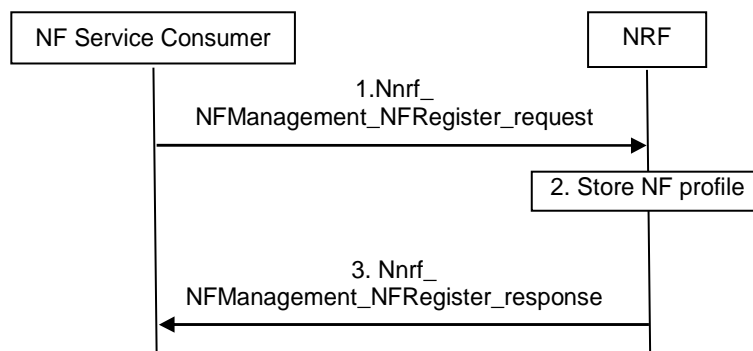 NF Service Consumer
NRF
1.Nnrf_
NFManagement_NFRegister_request
2. Store NF profile
3. Nnrf_
NFManagement_NFRegister_response